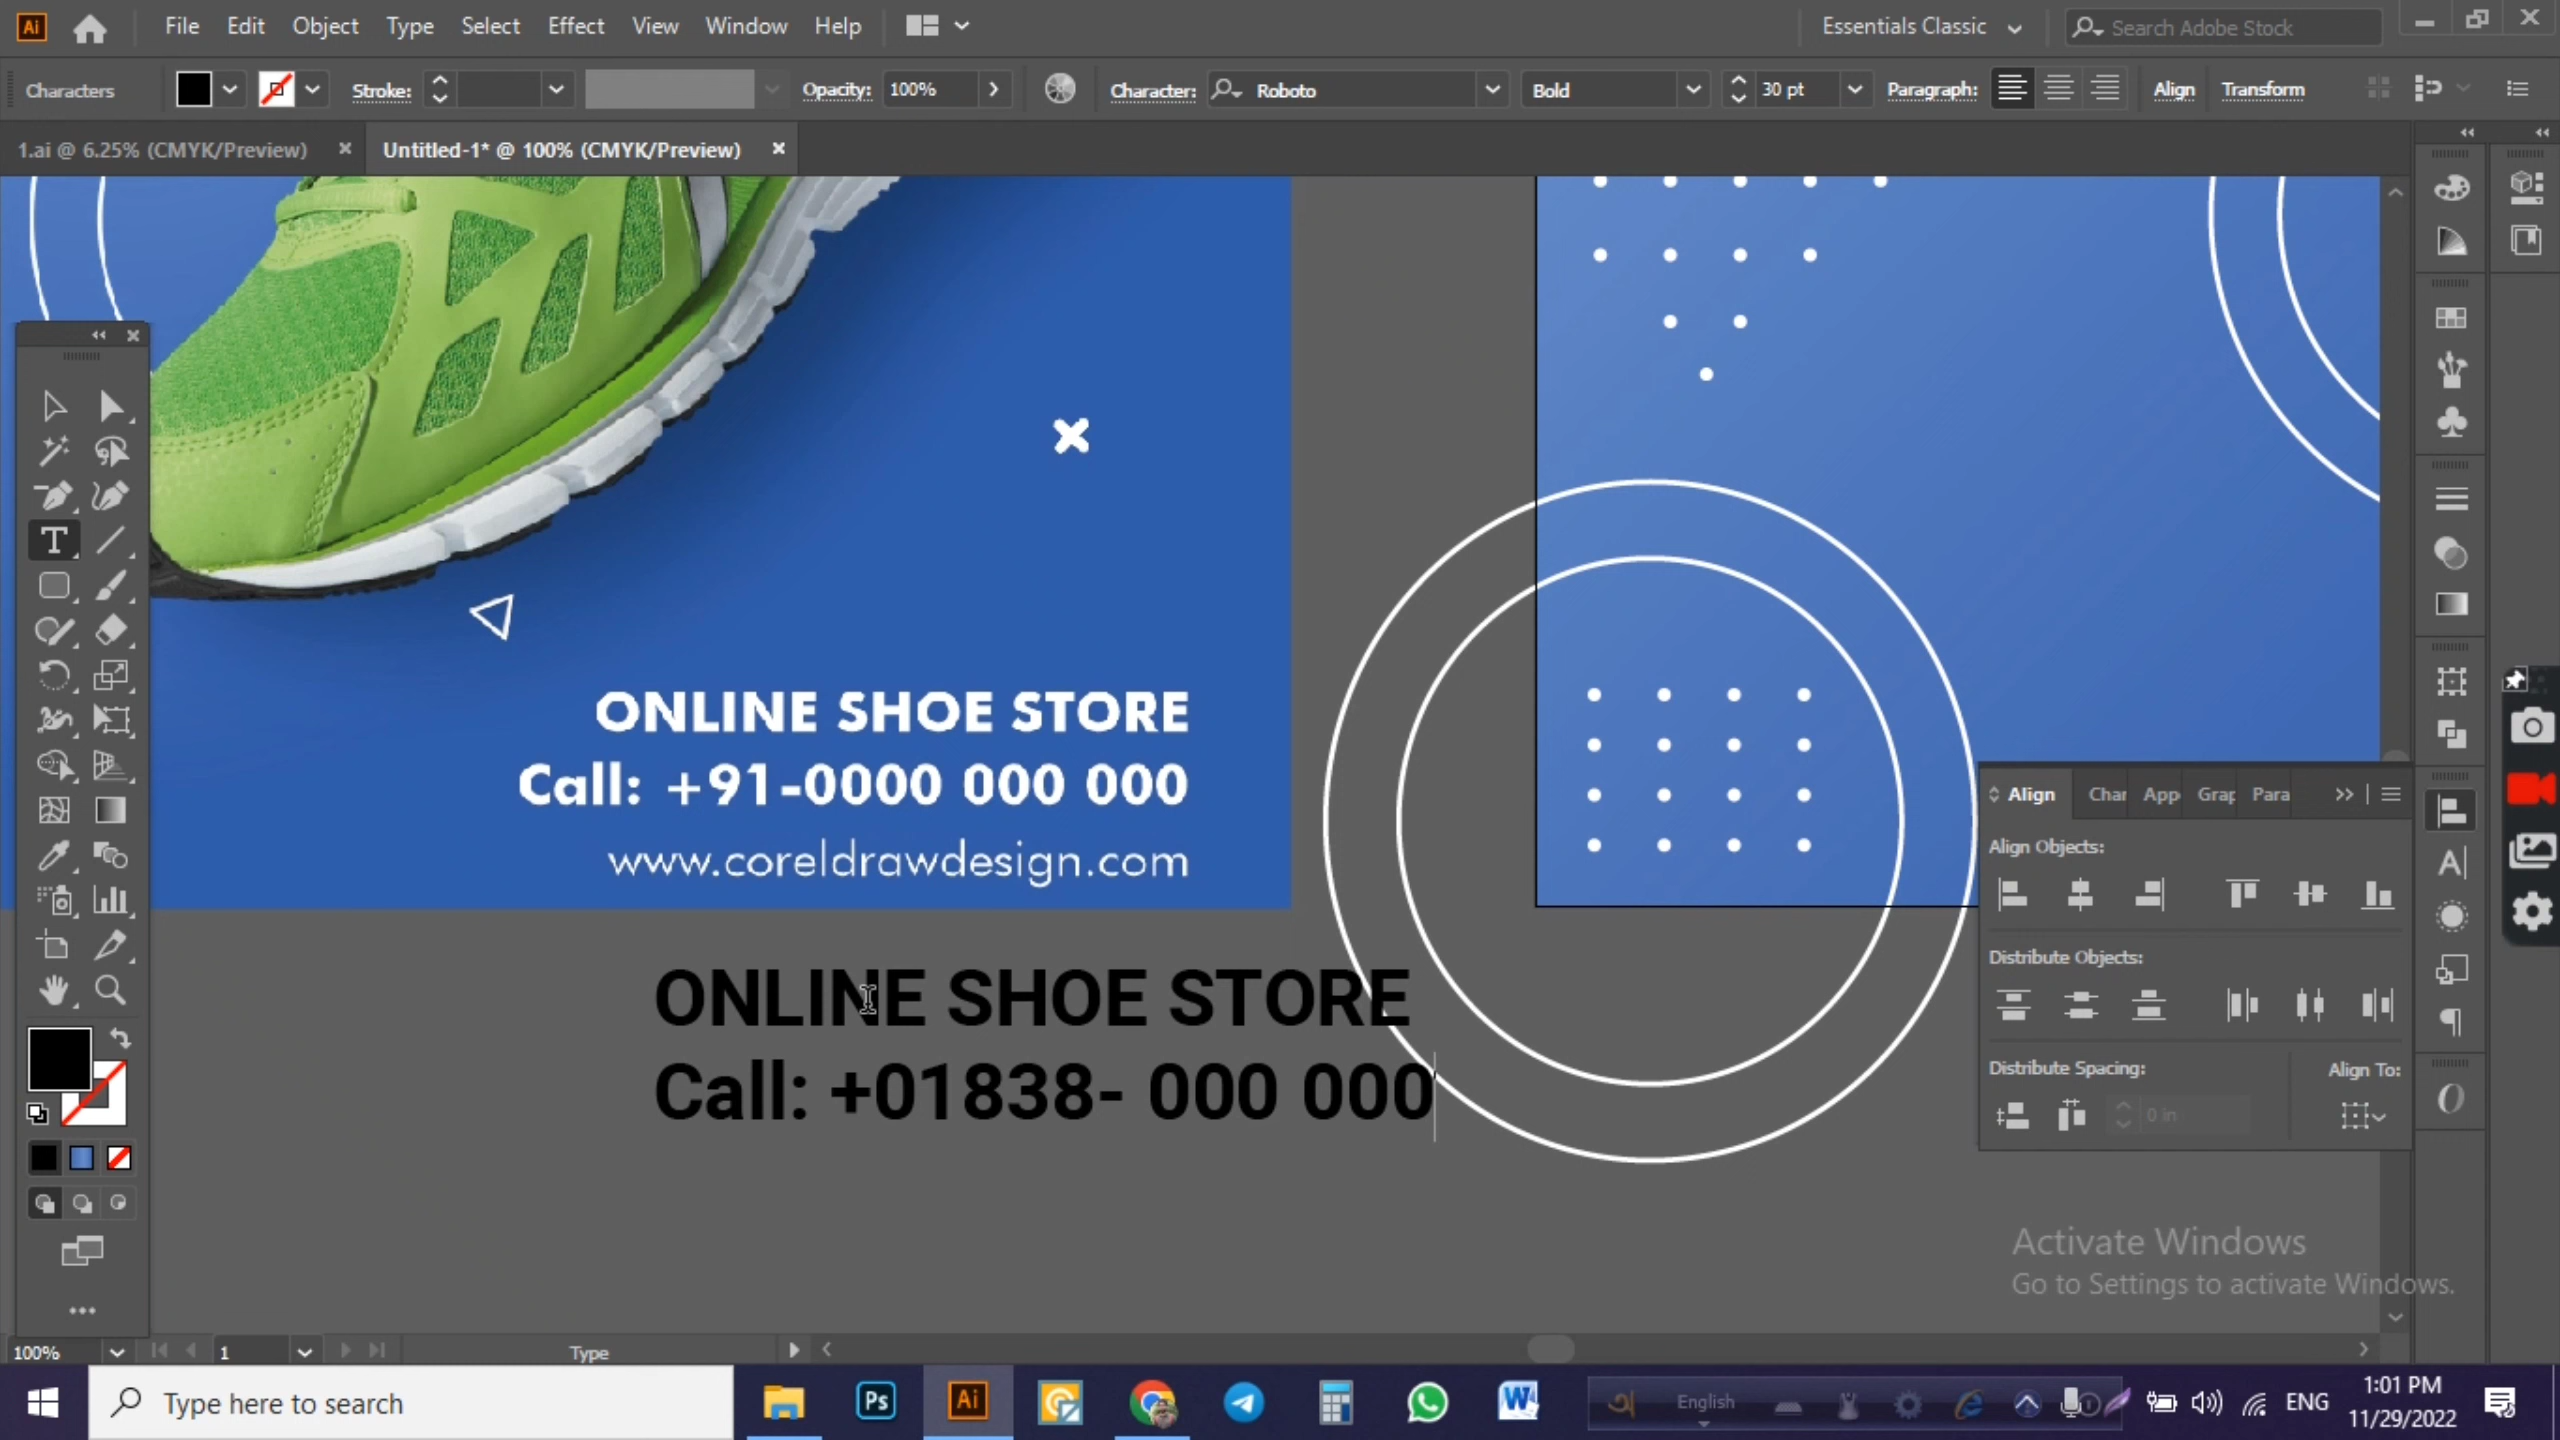 Ai File Edit Object Type Select Effect View Window Help Essentials Classic Search Adobe Stock
Characters Stroke: Opacity: 100% Character: Roboto Bold 30 pt Paragraph: Align Transform
1.ai @ 6.25% (CMYK/Preview) Untitled-1* @ 100% (CMYK/Preview)
ONLINE SHOE STORE
Call: +91-0000 000 000
www.coreldrawdesign.com
ONLINE SHOE STORE
Call: +01838- 000 000
Align Char App Grap Para
Align Objects:
Distribute Objects:
Distribute Spacing: Align To:
0 in
Activate Windows
Go to Settings to activate Windows.
100% 1 Type
Type here to search Ps Ai W English ENG 1:01 PM
11/29/2022